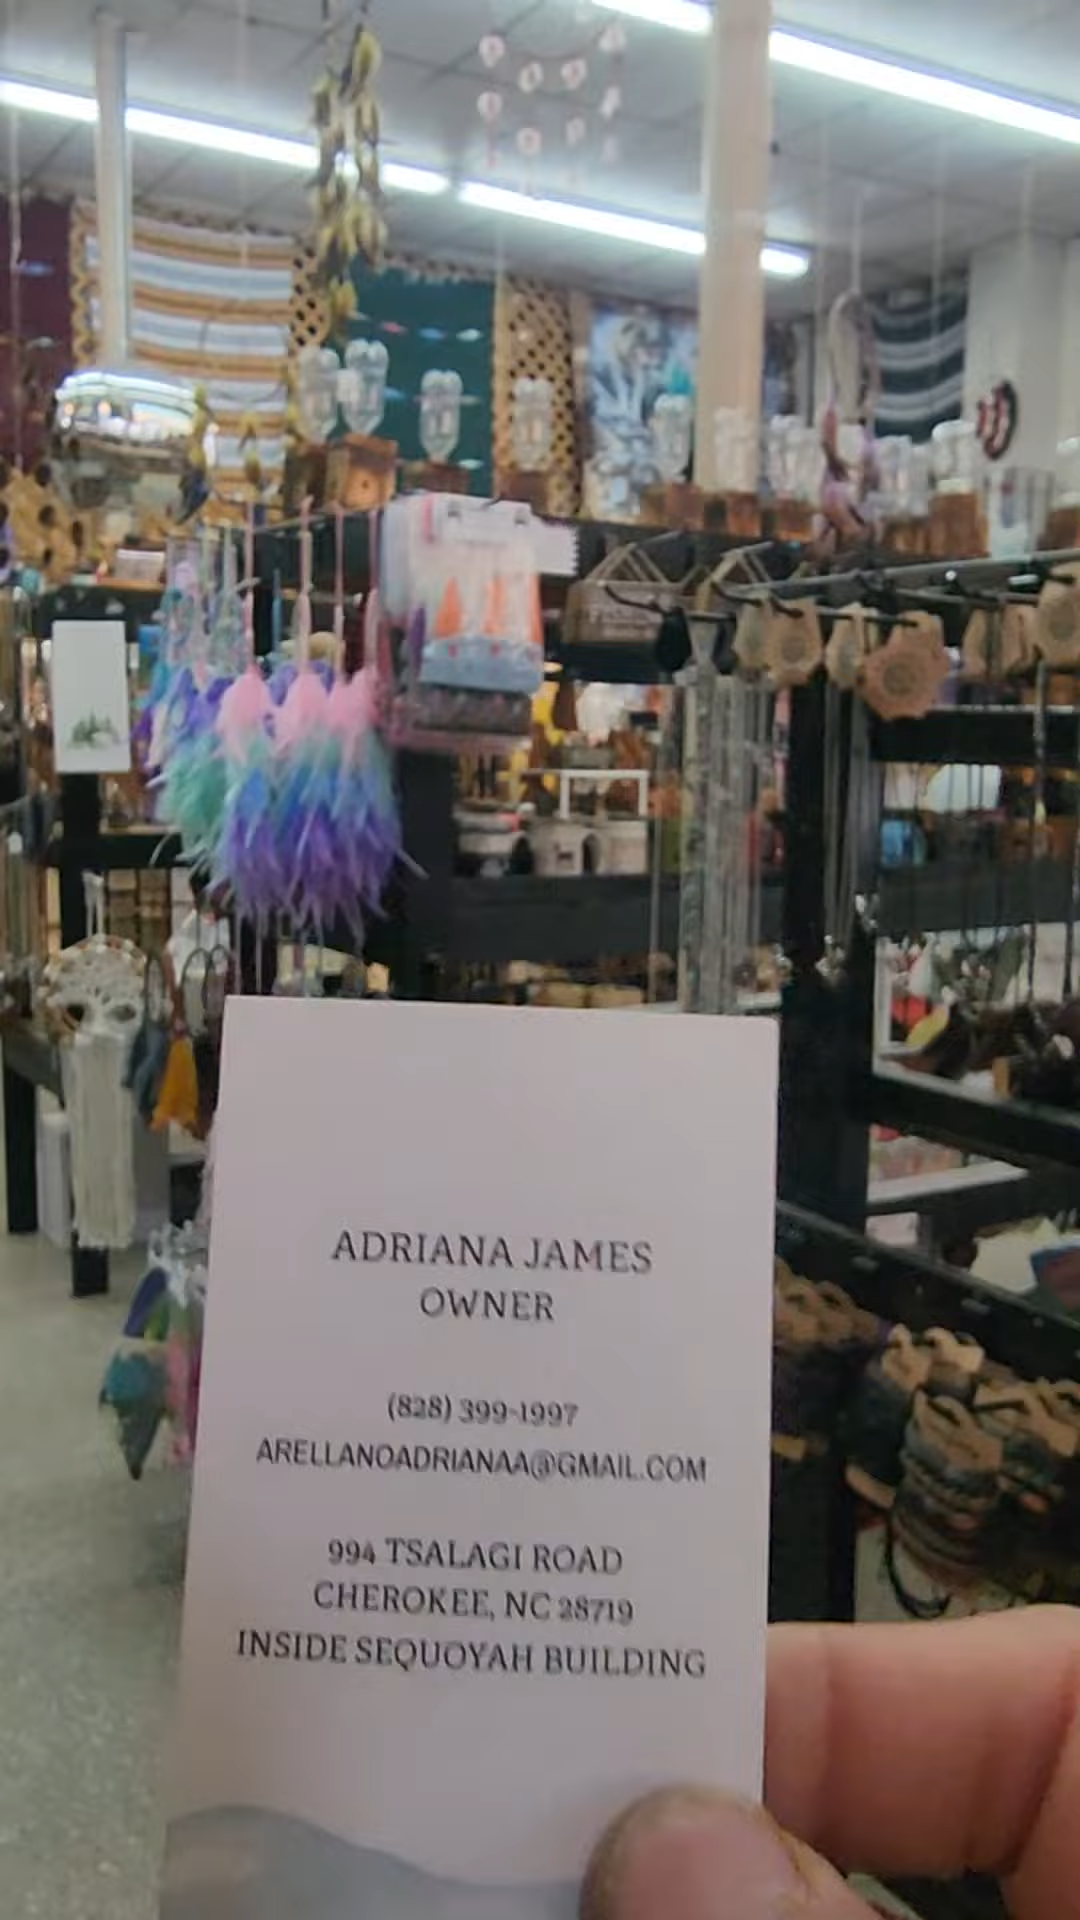 ADRIANA JAMES
OWNER
(828) 399-1997
ARELLANOADRIANAA@GMAIL.COM
994 TSALAGI ROAD
CHEROKEE, NC 28719
INSIDE SEQUOYAH BUILDING